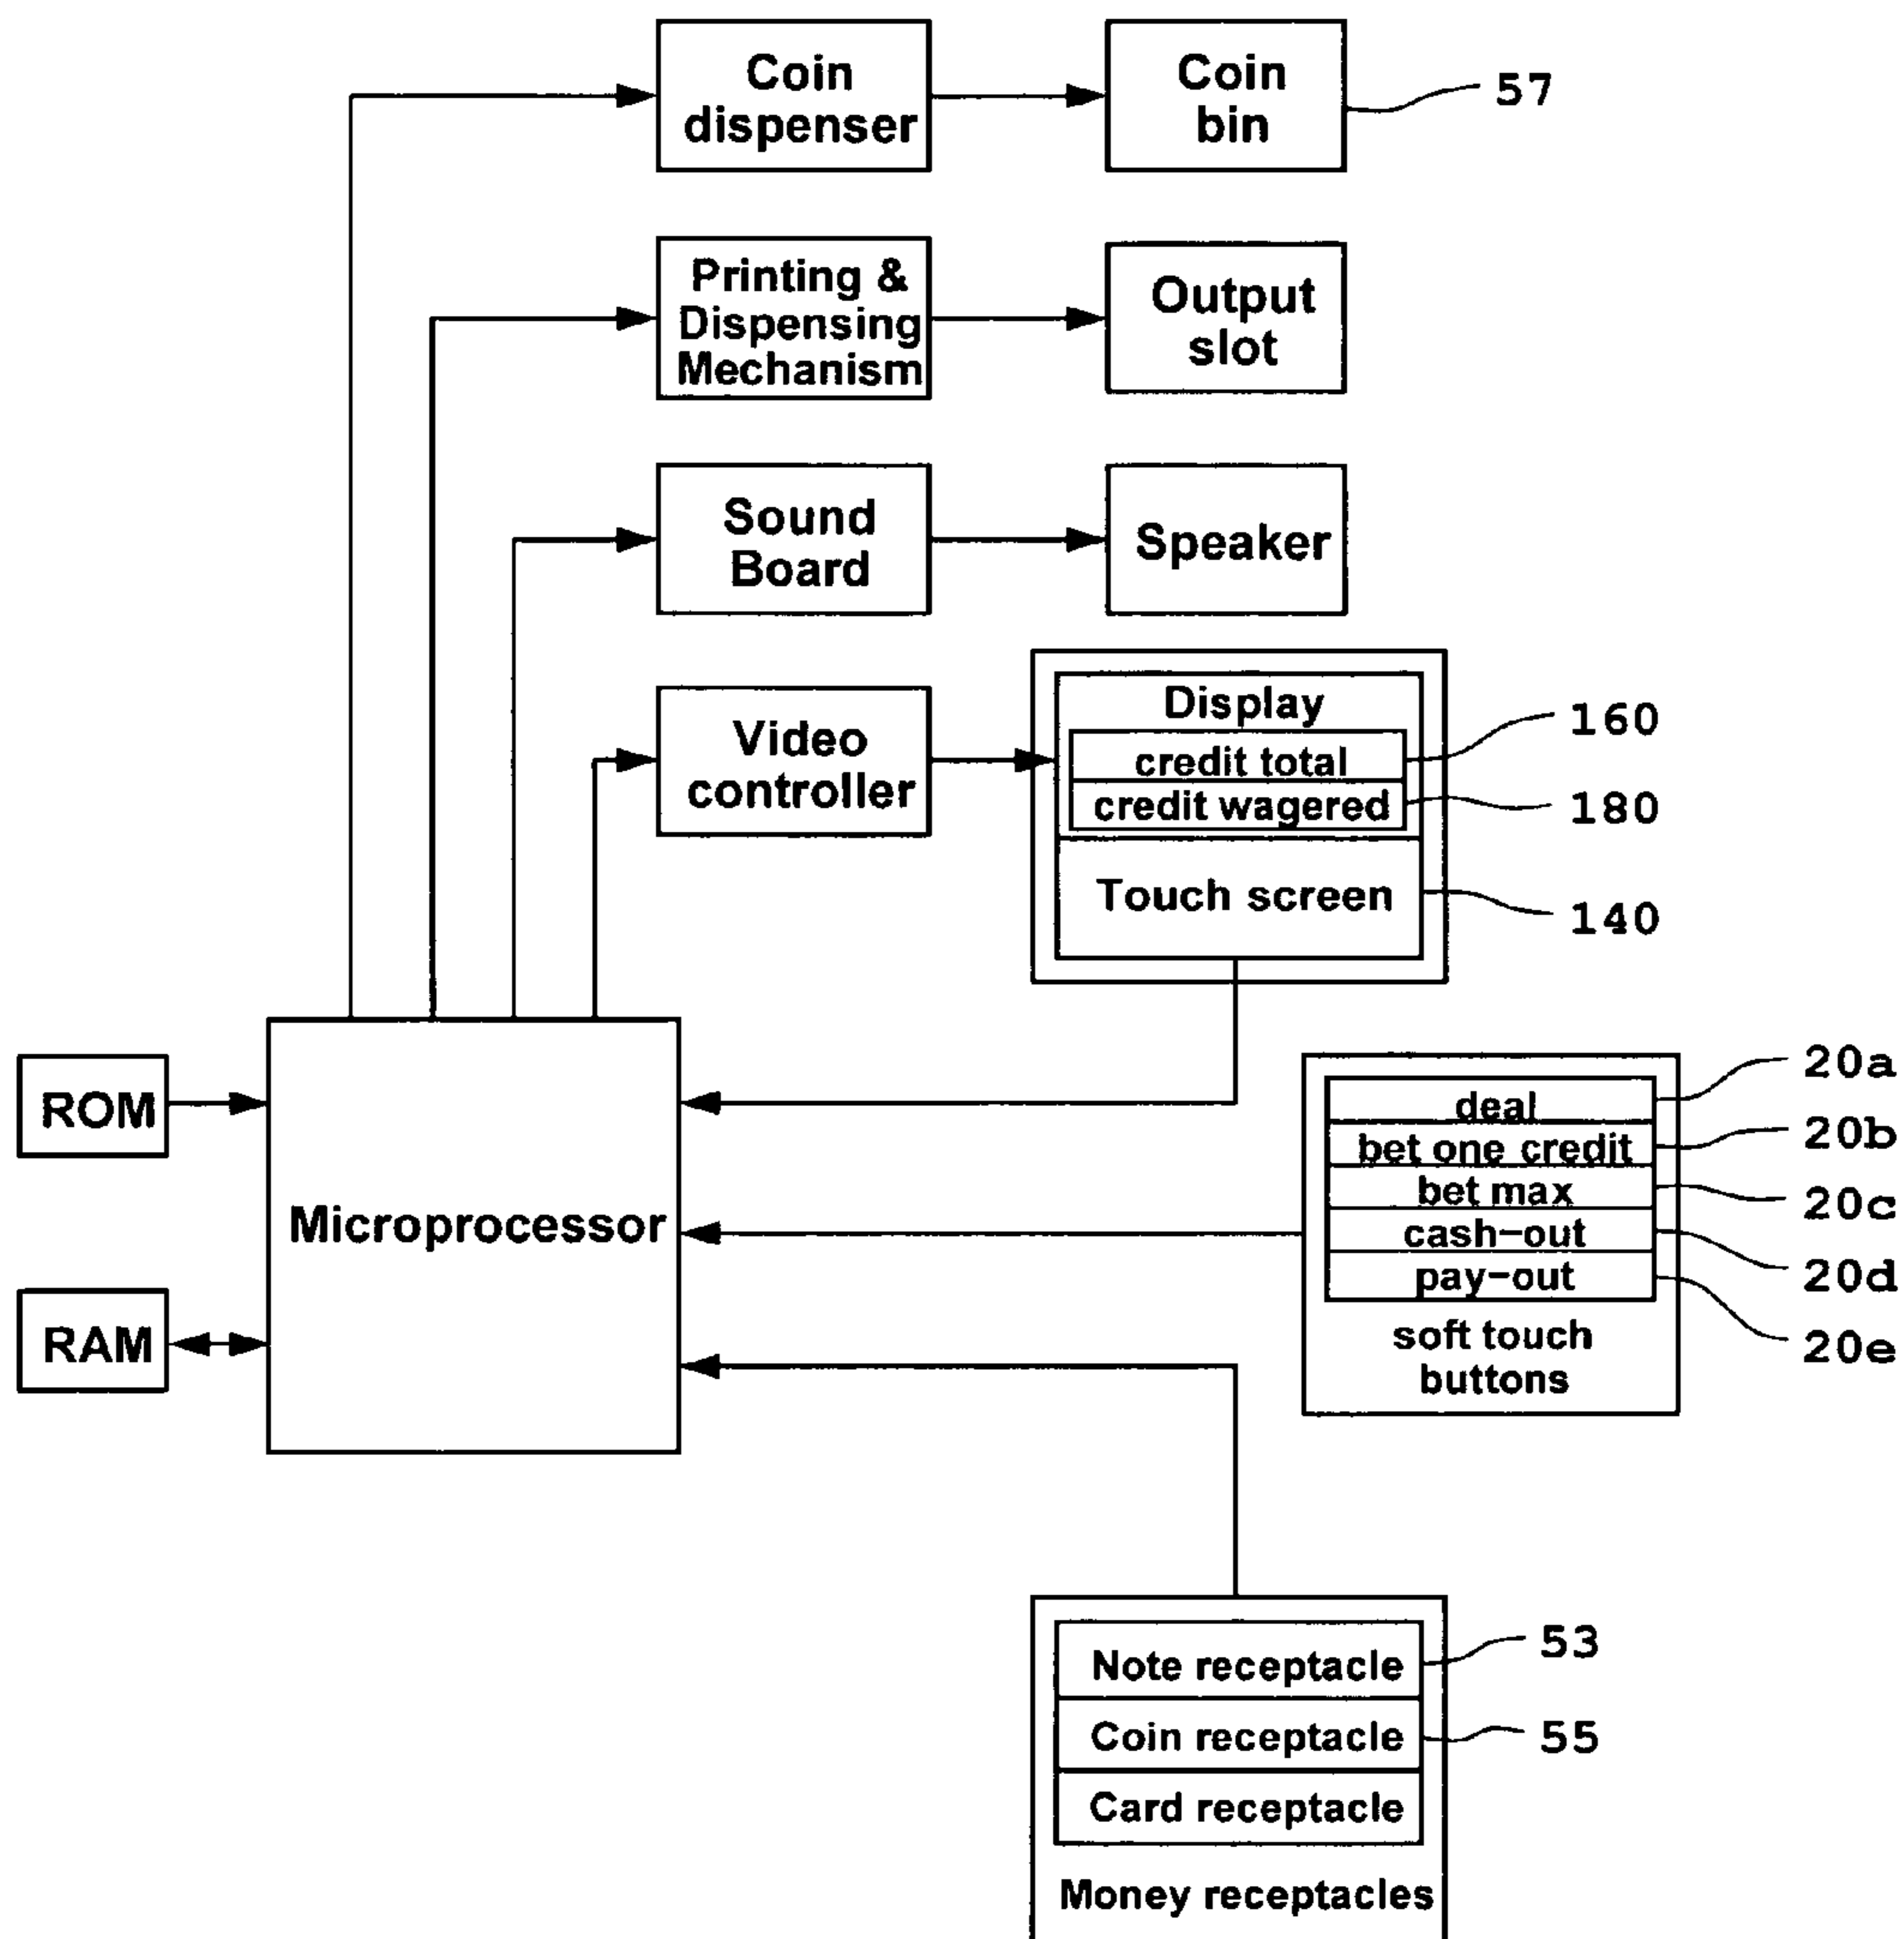 Coin
dispenser
Coin
bin
57
Printing &
Dispensing
Mechanism
Output
slot
Sound
Board
Speaker
Video
controller
Display
credit total
160
credit wagered
180
Touch screen
140
ROM
RAM
Microprocessor
deal
20a
bet one credit
20b
bet max
20c
cash-out
20d
pay-out
20e
soft touch
buttons
Note receptacle
53
Coin receptacle
55
Card receptacle
Money receptacles